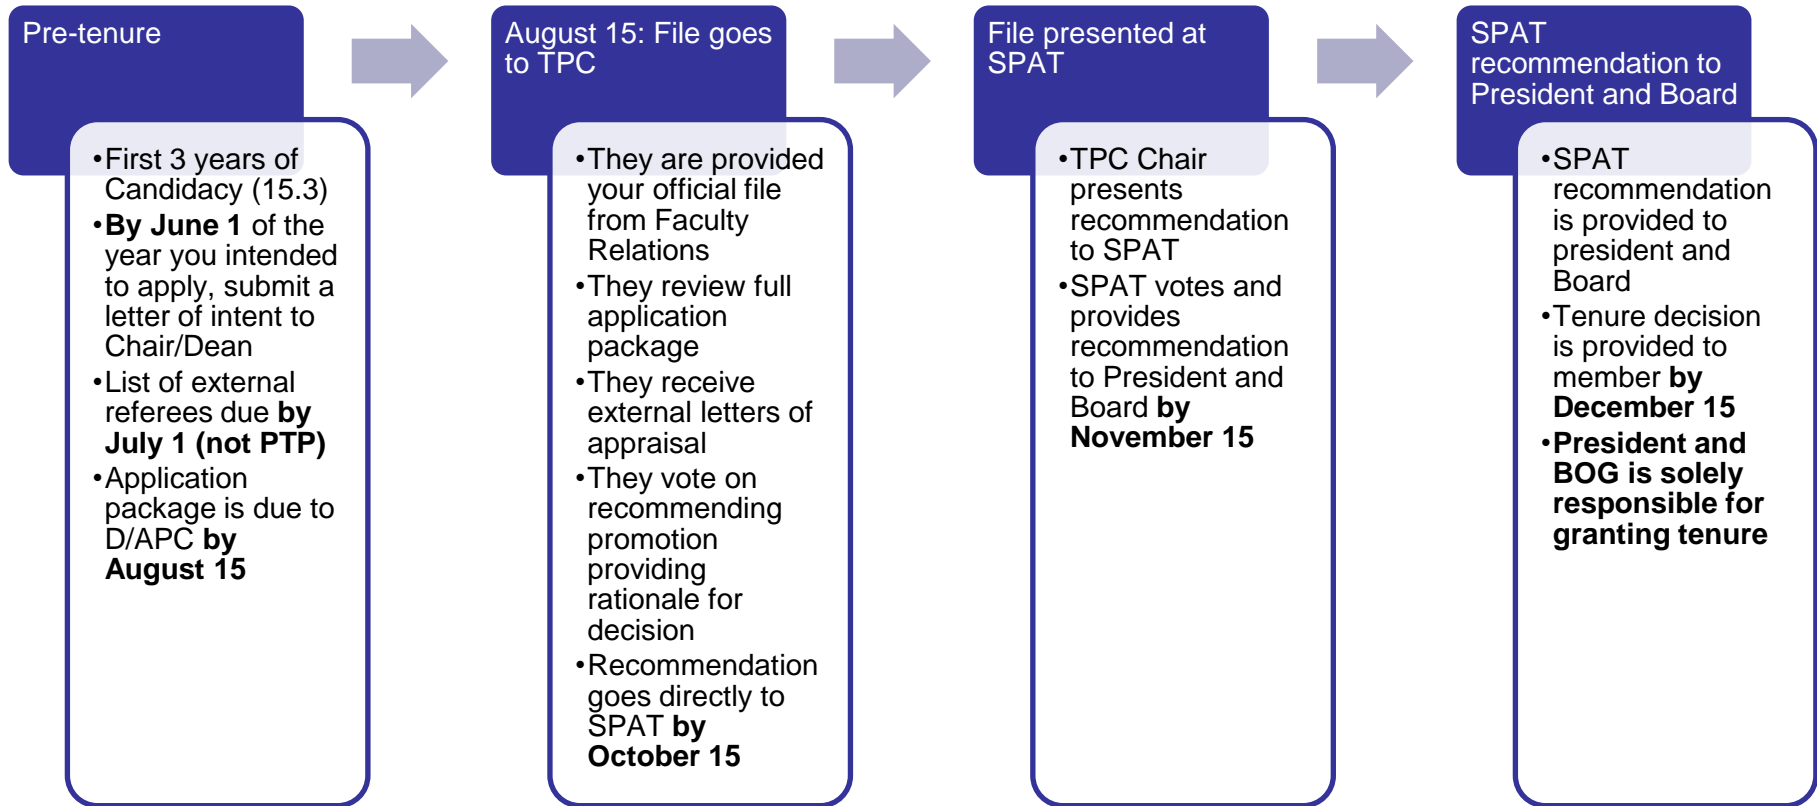 Pre-tenure
•First 3 years of
Candidacy (15.3)
•By June 1 of the
year you intended
to apply, submit a
letter of intent to
Chair/Dean
•List of external
referees due by
July 1 (not PTP)
•Application
package is due to
D/APC by
August 15
August 15: File goes
to TPC
•They are provided
your official file
from Faculty
Relations
•They review full
application
package
•They receive
external letters of
appraisal
•They vote on
recommending
promotion
providing
rationale for
decision
•Recommendation
goes directly to
SPAT by
October 15
File presented at
SPAT
•TPC Chair
presents
recommendation
to SPAT
•SPAT votes and
provides
recommendation
to President and
Board by
November 15
SPAT
recommendation to
President and Board
•SPAT
recommendation
is provided to
president and
Board
•Tenure decision
is provided to
member by
December 15
•President and
BOG is solely
responsible for
granting tenure